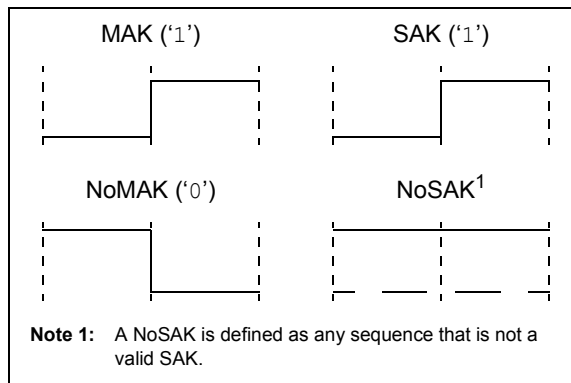 MAK (‘1’) SAK (‘1’)
NoMAK (‘0’) NoSAK¹
Note 1: A NoSAK is defined as any sequence that is not a
valid SAK.